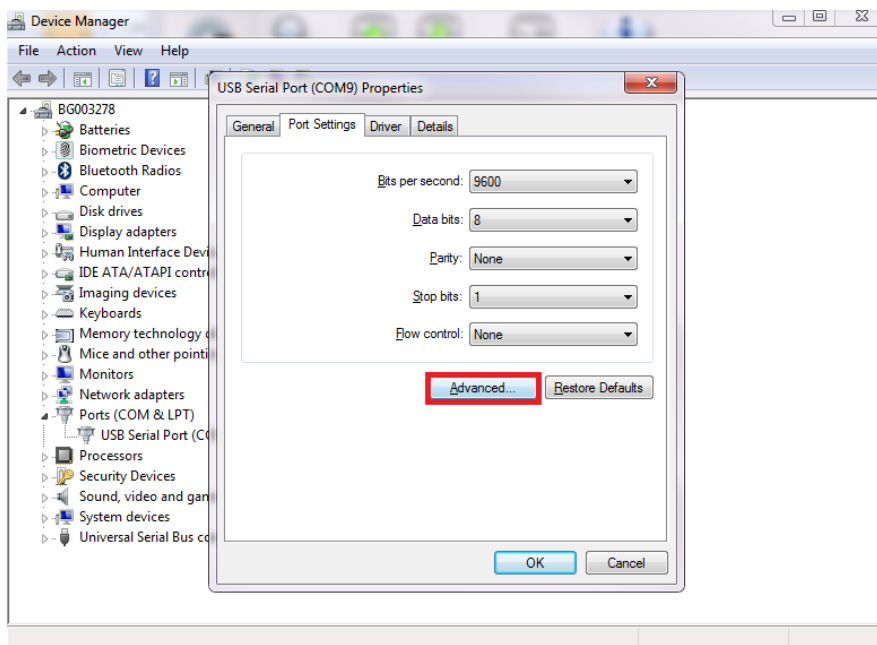 Device Manager
File Action View Help
BG003278
Batteries
Biometric Devices
Bluetooth Radios
Computer
Disk drives
Display adapters
Human Interface Devi
IDE ATA/ATAPI contr
Imaging devices
Keyboards
Memory technology
Mice and other pointi
Monitors
Network adapters
Ports (COM & LPT)
USB Serial Port (CO
Processors
Security Devices
Sound, video and gan
System devices
Universal Serial Bus co
USB Serial Port (COM9) Properties
General Port Settings Driver Details
Bits per second: 9600
Data bits: 8
Parity: None
Stop bits: 1
Flow control: None
Advanced... Restore Defaults
OK Cancel